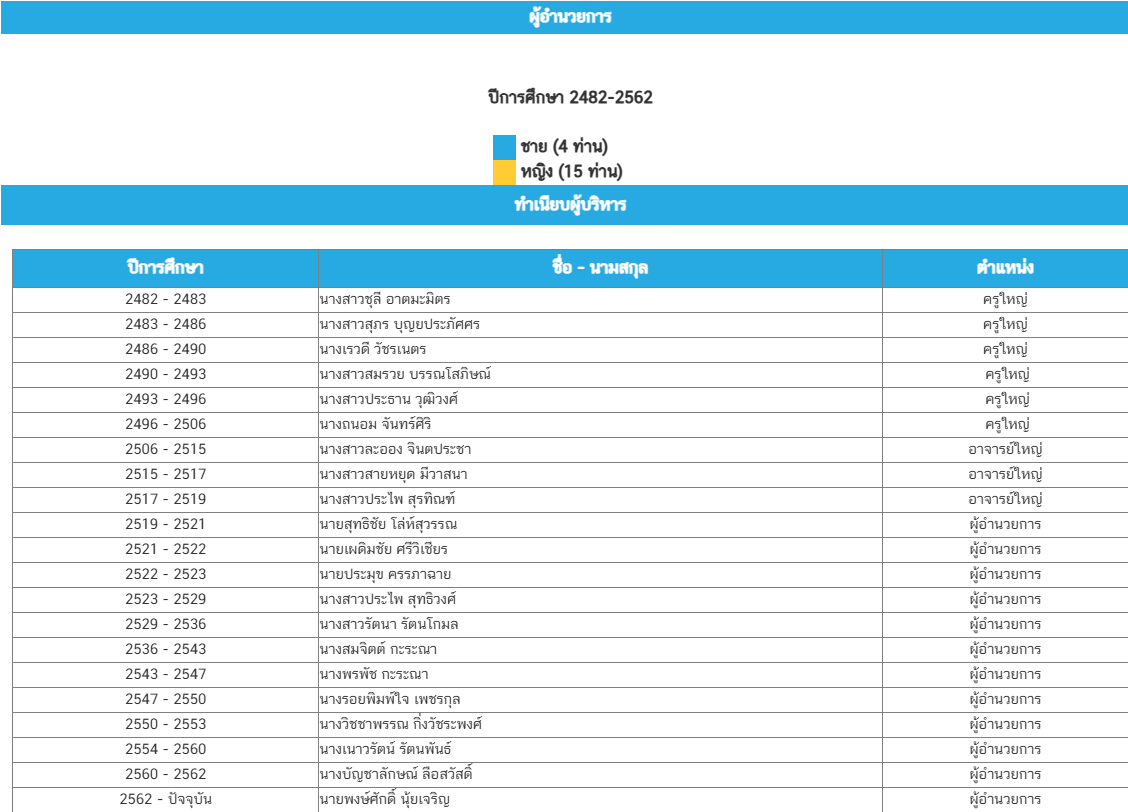 ผู้อำนวยการ
ปีการศึกษา 2482-2562
ชาย (4 ท่าน)
หญิง (15 ท่าน)
ทำเนียบผู้บริหาร
ปีการศึกษา ชื่อ - นามสกุล ตำแหน่ง
2482 - 2483 นางสาวชุลี อาตมะมิตร ครูใหญ่
2483 - 2486 นางสาวสุภร บุญยประภัศศร ครูใหญ่
2486 - 2490 นางเรวดี วัชรเนตร ครูใหญ่
2490 - 2493 นางสาวสมรวย บรรณโสภิษณ์ ครูใหญ่
2493 - 2496 นางสาวประธาน วุฒิวงศ์ ครูใหญ่
2496 - 2506 นางถนอม จันทร์ศิริ ครูใหญ่
2506 - 2515 นางสาวละออง จินตประชา อาจารย์ใหญ่
2515 - 2517 นางสาวสายหยุด มีวาสนา อาจารย์ใหญ่
2517 - 2519 นางสาวประไพ สุรทิณฑ์ อาจารย์ใหญ่
2519 - 2521 นายสุทธิชัย โล่ห์สุวรรณ ผู้อำนวยการ
2521 - 2522 นายเผดิมชัย ศรีวิเชียร ผู้อำนวยการ
2522 - 2523 นายประมุข ครรภาฉาย ผู้อำนวยการ
2523 - 2529 นางสาวประไพ สุทธิวงศ์ ผู้อำนวยการ
2529 - 2536 นางสาวรัตนา รัตนโกมล ผู้อำนวยการ
2536 - 2543 นางสมจิตต์ กะระณา ผู้อำนวยการ
2543 - 2547 นางพรพัช กะระณา ผู้อำนวยการ
2547 - 2550 นางรอยพิมพ์ใจ เพชรกุล ผู้อำนวยการ
2550 - 2553 นางวิชชาพรรณ กิ่งวัชระพงศ์ ผู้อำนวยการ
2554 - 2560 นางเนาวรัตน์ รัตนพันธ์ ผู้อำนวยการ
2560 - 2562 นางบัญชาลักษณ์ ลือสวัสดิ์ ผู้อำนวยการ
2562 - ปัจจุบัน นายพงษ์ศักดิ์ นุ้ยเจริญ ผู้อำนวยการ